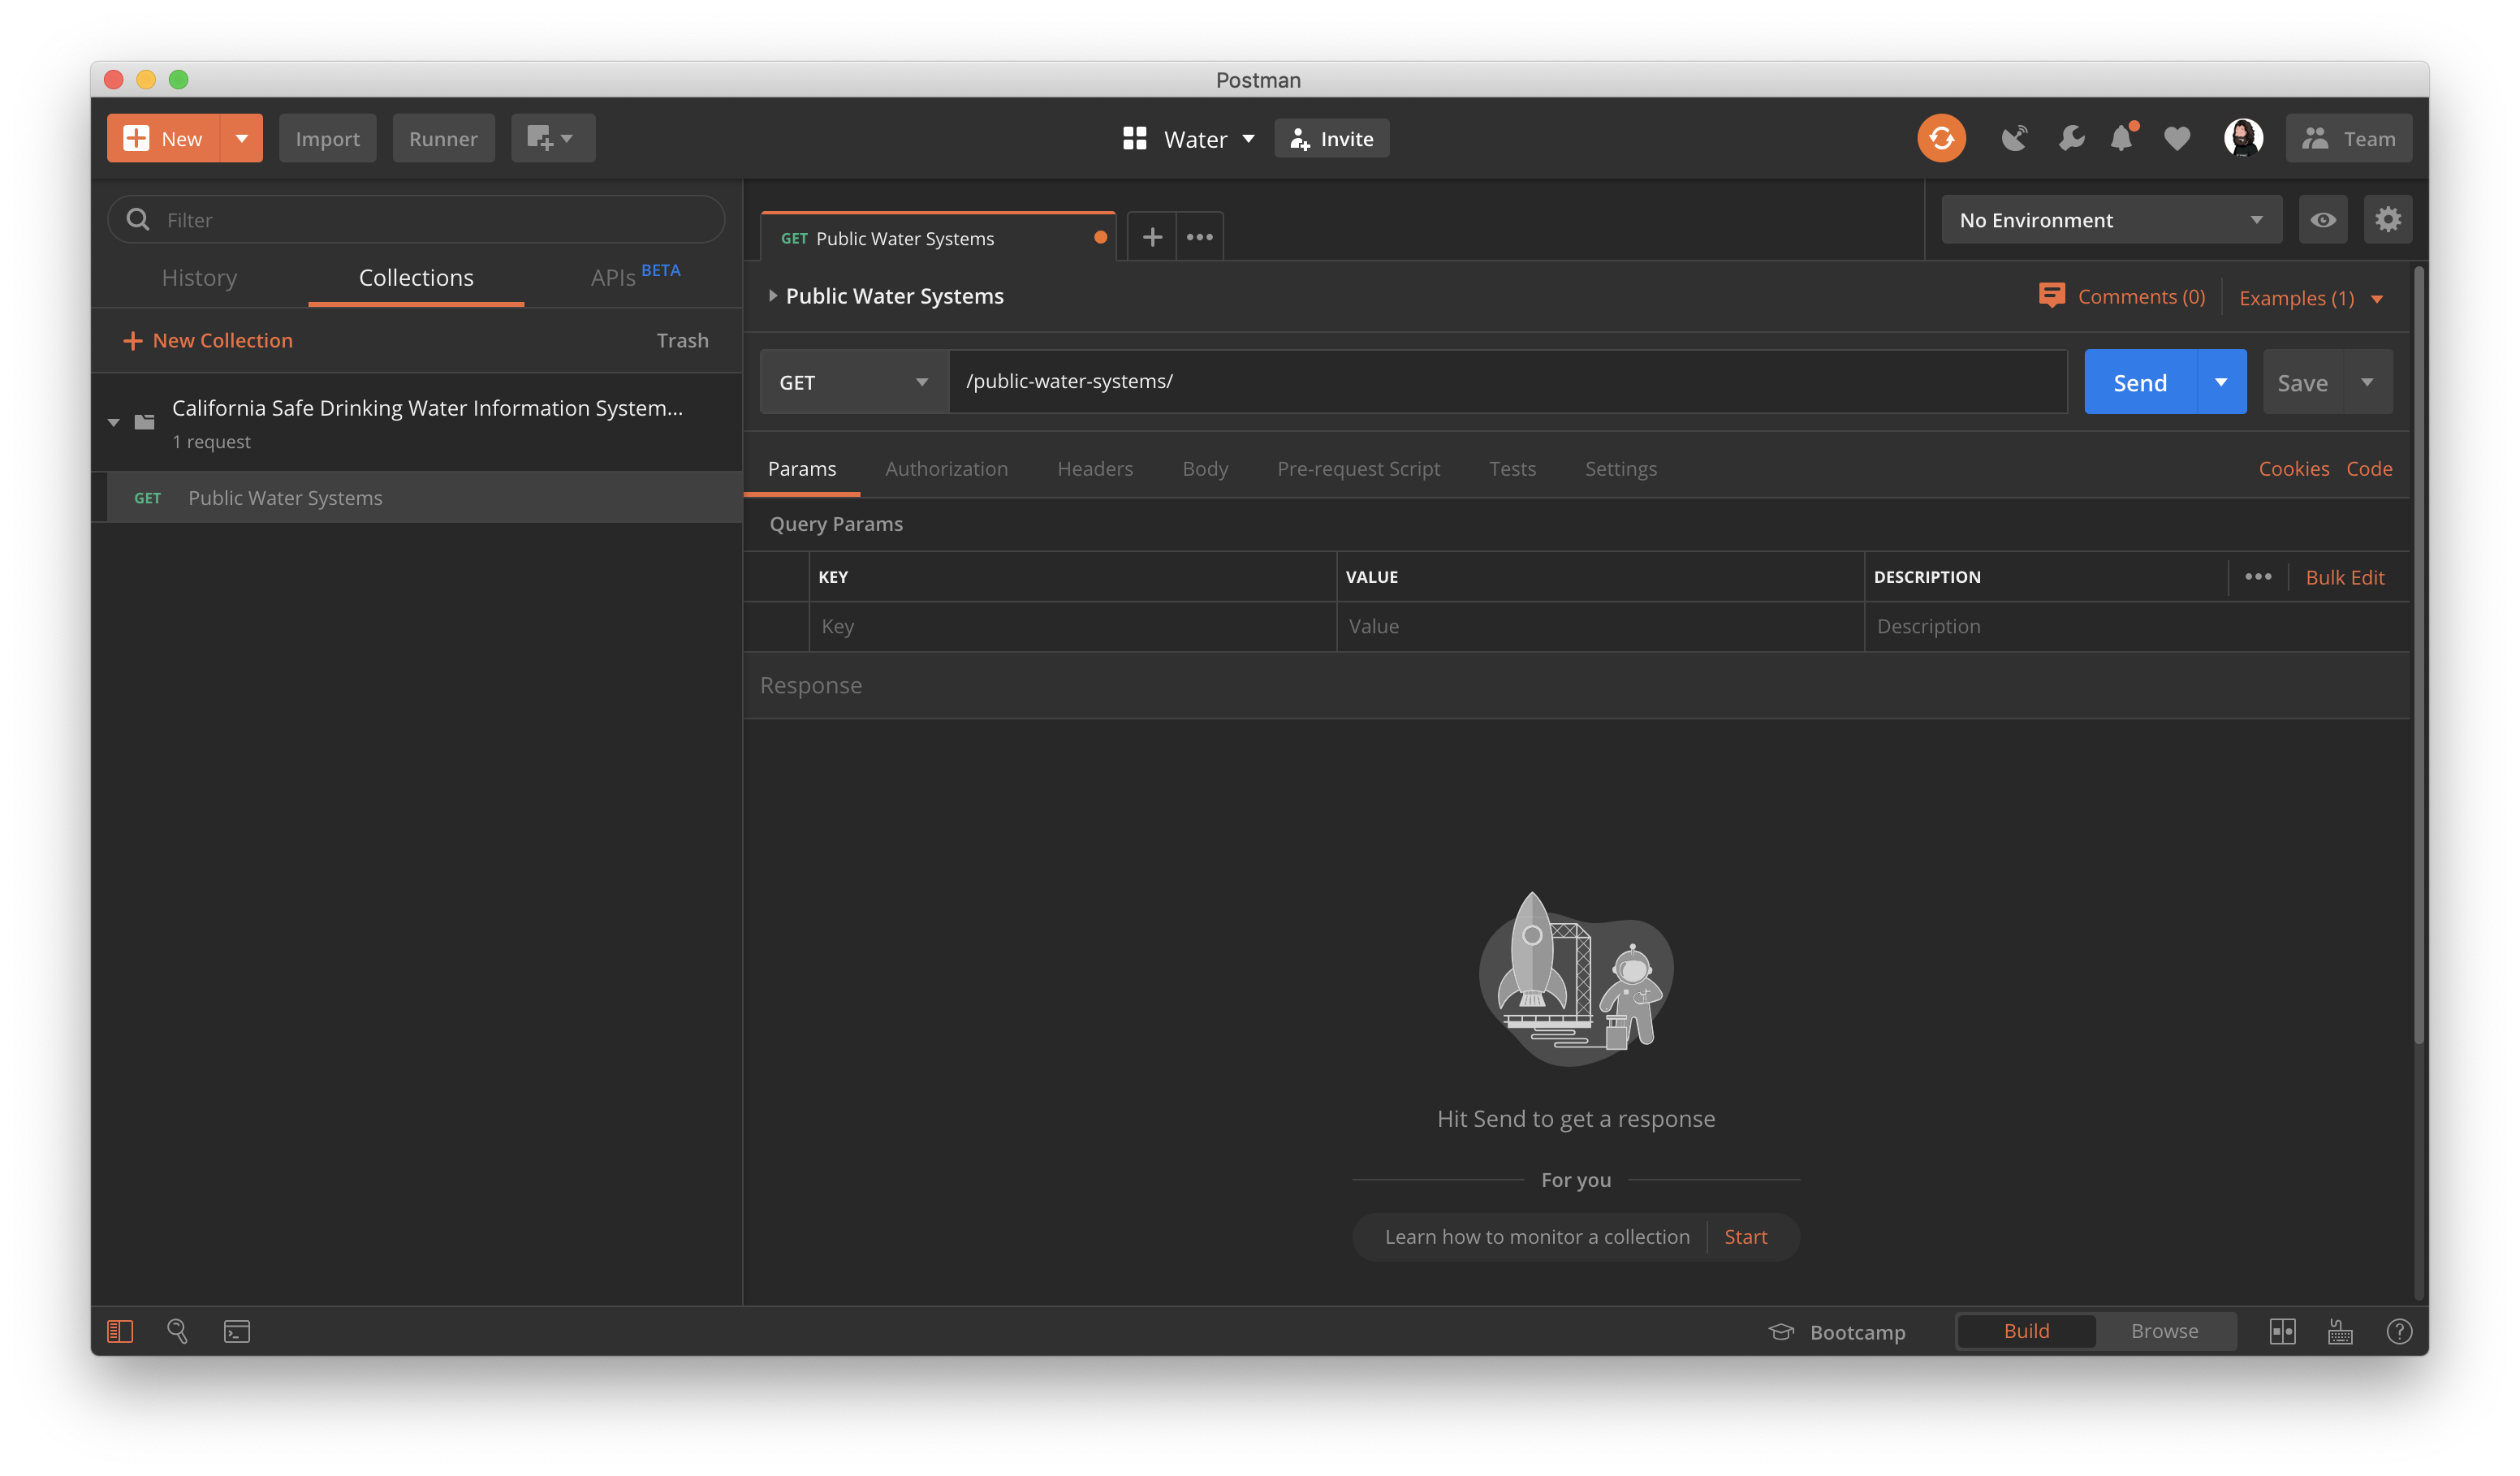 Postman
New Import Runner Water Invite Team
Filter
History Collections APIs BETA
New Collection Trash
California Safe Drinking Water Information System...
1 request
GET Public Water Systems
GET Public Water Systems No Environment
Public Water Systems Comments (0) Examples (1)
GET /public-water-systems/ Send Save
Params Authorization Headers Body Pre-request Script Tests Settings Cookies Code
Query Params
KEY VALUE DESCRIPTION Bulk Edit
Key Value Description
Response
Hit Send to get a response
For you
Learn how to monitor a collection Start
Bootcamp Build Browse